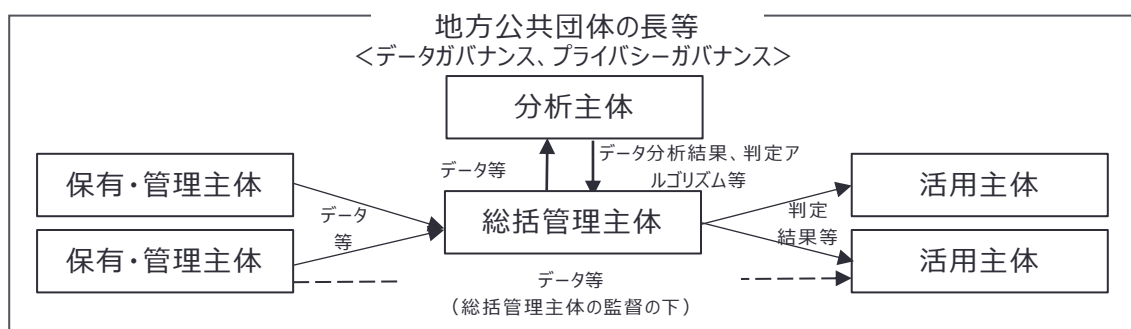 地方公共団体の長等
＜データガバナンス、プライバシーガバナンス＞
分析主体
データ等
データ分析結果、判定ア
ルゴリズム等
保有・管理主体
保有・管理主体
データ
等
総括管理主体
判定
結果等
活用主体
活用主体
データ等
（総括管理主体の監督の下）